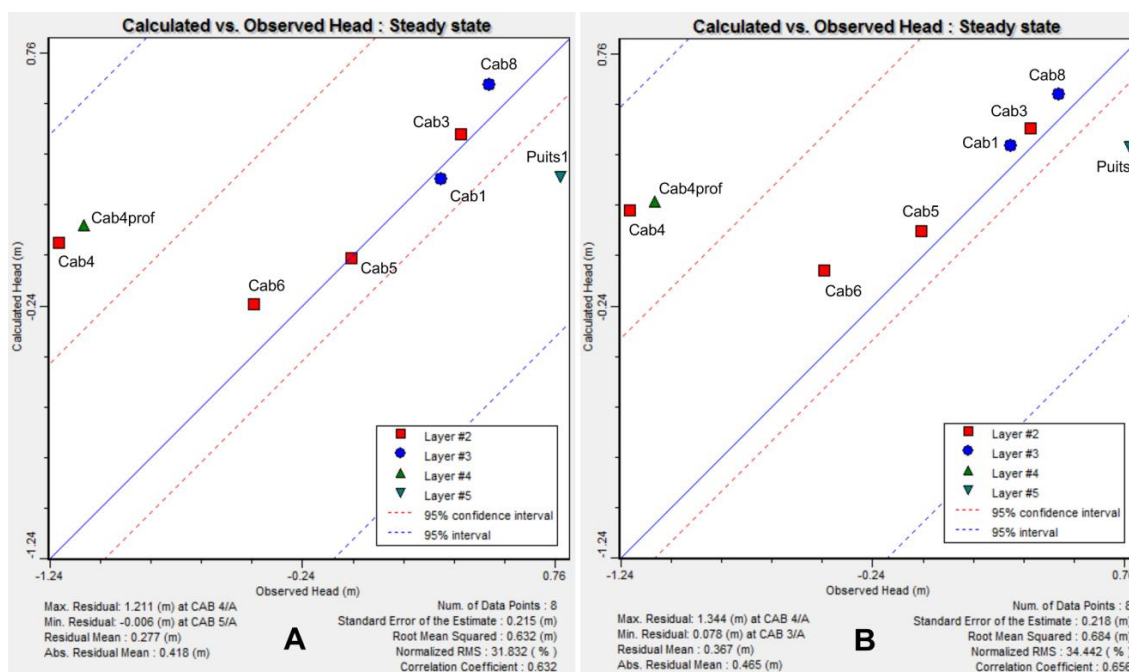 Calculated vs. Observed Head : Steady state
0.76
Cab8
Cab3
Puits1
Cab1
Cab4prof
Cab4
Cab5
Cab6
Calculated Head (m)
-0.24
Layer #2
Layer #3
Layer #4
Layer #5
95% confidence interval
95% interval
-1.24
-1.24
-0.24
0.76
Observed Head (m)
Max. Residual: 1.211 (m) at CAB 4/A
Min. Residual: -0.006 (m) at CAB 5/A
Residual Mean : 0.277 (m)
Abs. Residual Mean : 0.418 (m)
A
Num. of Data Points : 8
Standard Error of the Estimate : 0.215 (m)
Root Mean Squared : 0.632 (m)
Normalized RMS : 31.832 ( % )
Correlation Coefficient : 0.632
Calculated vs. Observed Head : Steady state
0.76
Cab8
Cab3
Cab1
Puits
Cab4prof
Cab4
Cab5
Cab6
Calculated Head (m)
-0.24
Layer #2
Layer #3
Layer #4
Layer #5
95% confidence interval
95% interval
-1.24
-1.24
-0.24
Observed Head (m)
Max. Residual: 1.344 (m) at CAB 4/A
Min. Residual: 0.078 (m) at CAB 3/A
Residual Mean : 0.367 (m)
Abs. Residual Mean : 0.465 (m)
B
Num. of Data Points : 8
Standard Error of the Estimate : 0.218 (m)
Root Mean Squared : 0.684 (m)
Normalized RMS : 34.442 ( % )
Correlation Coefficient :